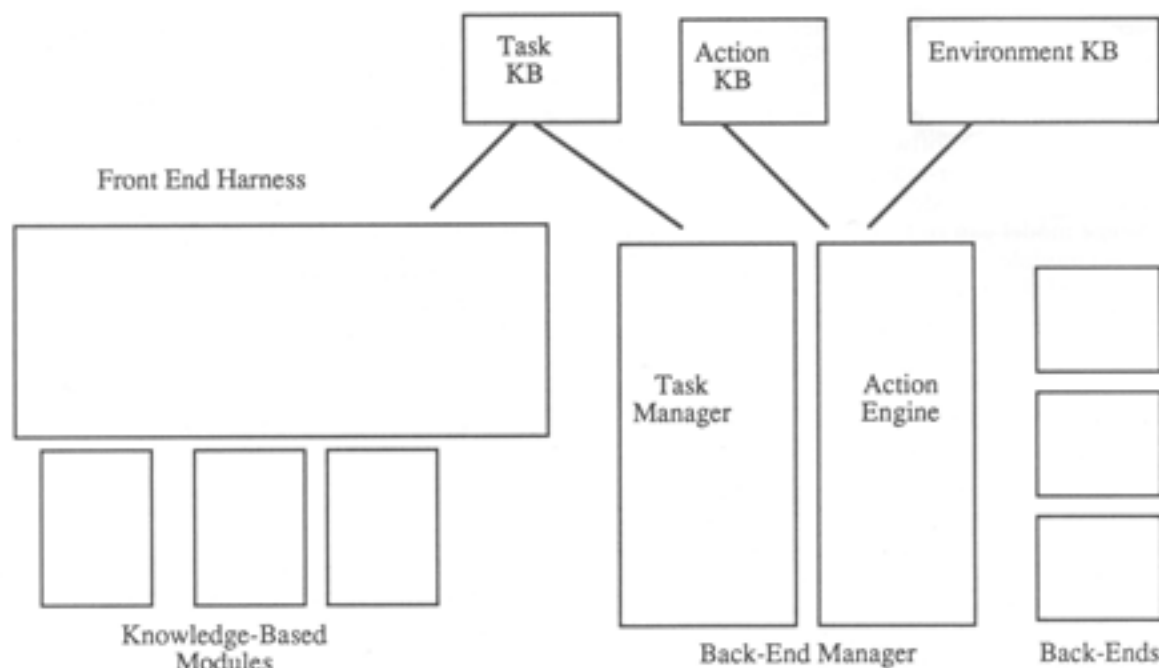 Task
KB
Action
KB
Environment KB
Front End Harness
Task
Manager
Action
Engine
Knowledge-Based
Modules
Back-End Manager
Back-Ends